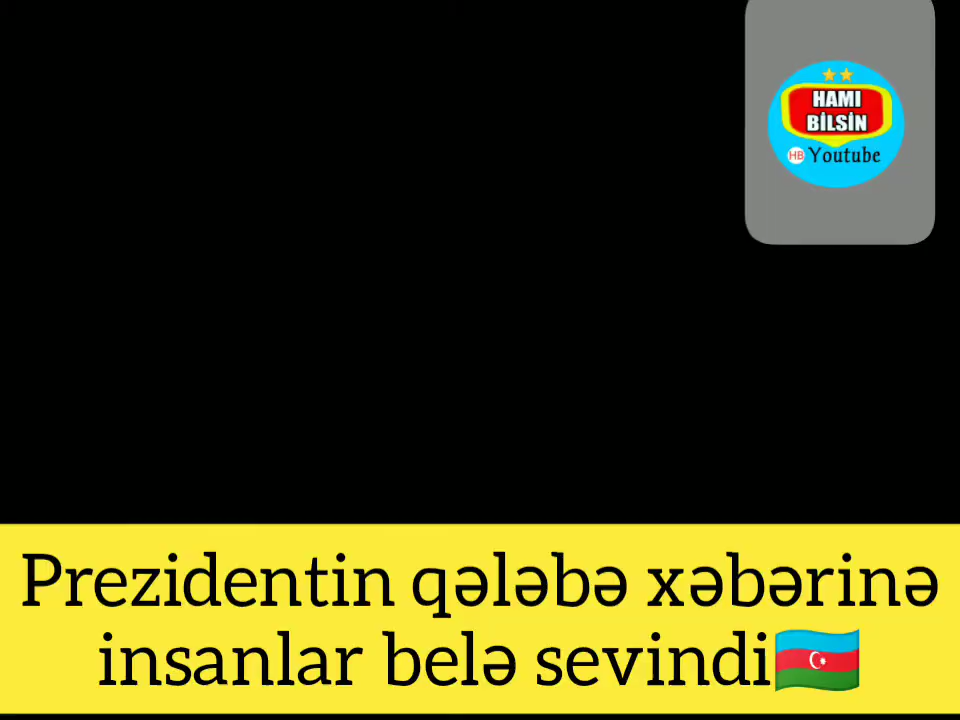 HAMI
BİLSİN
HB Youtube
Prezidentin qələbə xəbərinə
insanlar belə sevindi🇦🇿